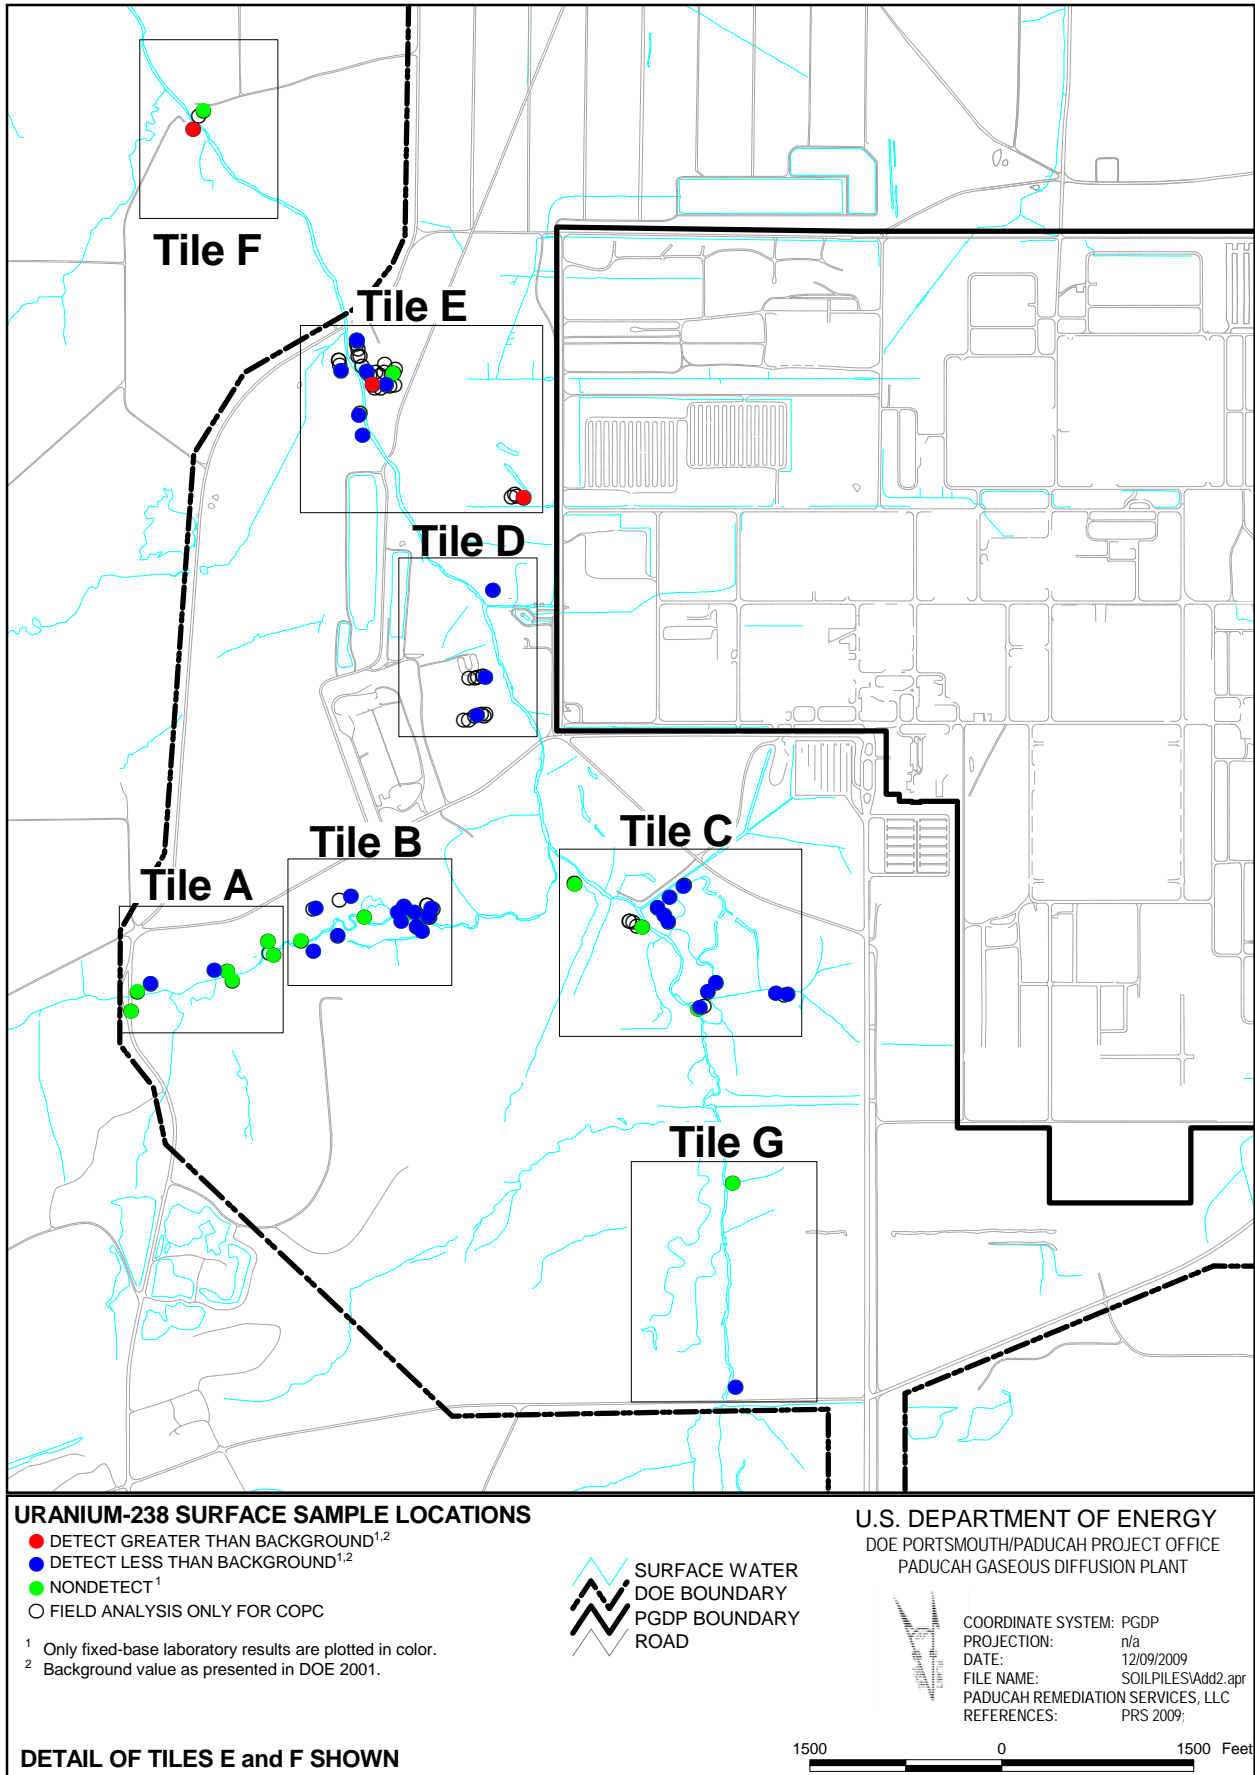 Tile F
Tile E
Tile D
Tile C
Tile B
Tile A
Tile G
URANIUM-238 SURFACE SAMPLE LOCATIONS
DETECT GREATER THAN BACKGROUND1,2
DETECT LESS THAN BACKGROUND1,2
NONDETECT1
FIELD ANALYSIS ONLY FOR COPC
1 Only fixed-base laboratory results are plotted in color.
2 Background value as presented in DOE 2001.
DETAIL OF TILES E and F SHOWN
SURFACE WATER
DOE BOUNDARY
PGDP BOUNDARY
ROAD
U.S. DEPARTMENT OF ENERGY
DOE PORTSMOUTH/PADUCAH PROJECT OFFICE
PADUCAH GASEOUS DIFFUSION PLANT
COORDINATE SYSTEM: PGDP
PROJECTION: n/a
DATE: 12/09/2009
FILE NAME: SOILPILES\Add2.apr
PADUCAH REMEDIATION SERVICES, LLC
REFERENCES: PRS 2009;
1500 0 1500 Feet